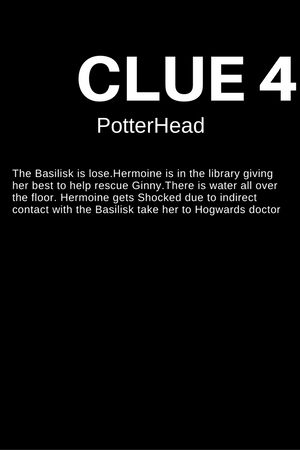 CLUE 4
PotterHead
The Basilisk is lose.Hermoine is in the library giving
her best to help rescue Ginny.There is water all over
the floor. Hermoine gets Shocked due to indirect
contact with the Basilisk take her to Hogwards doctor